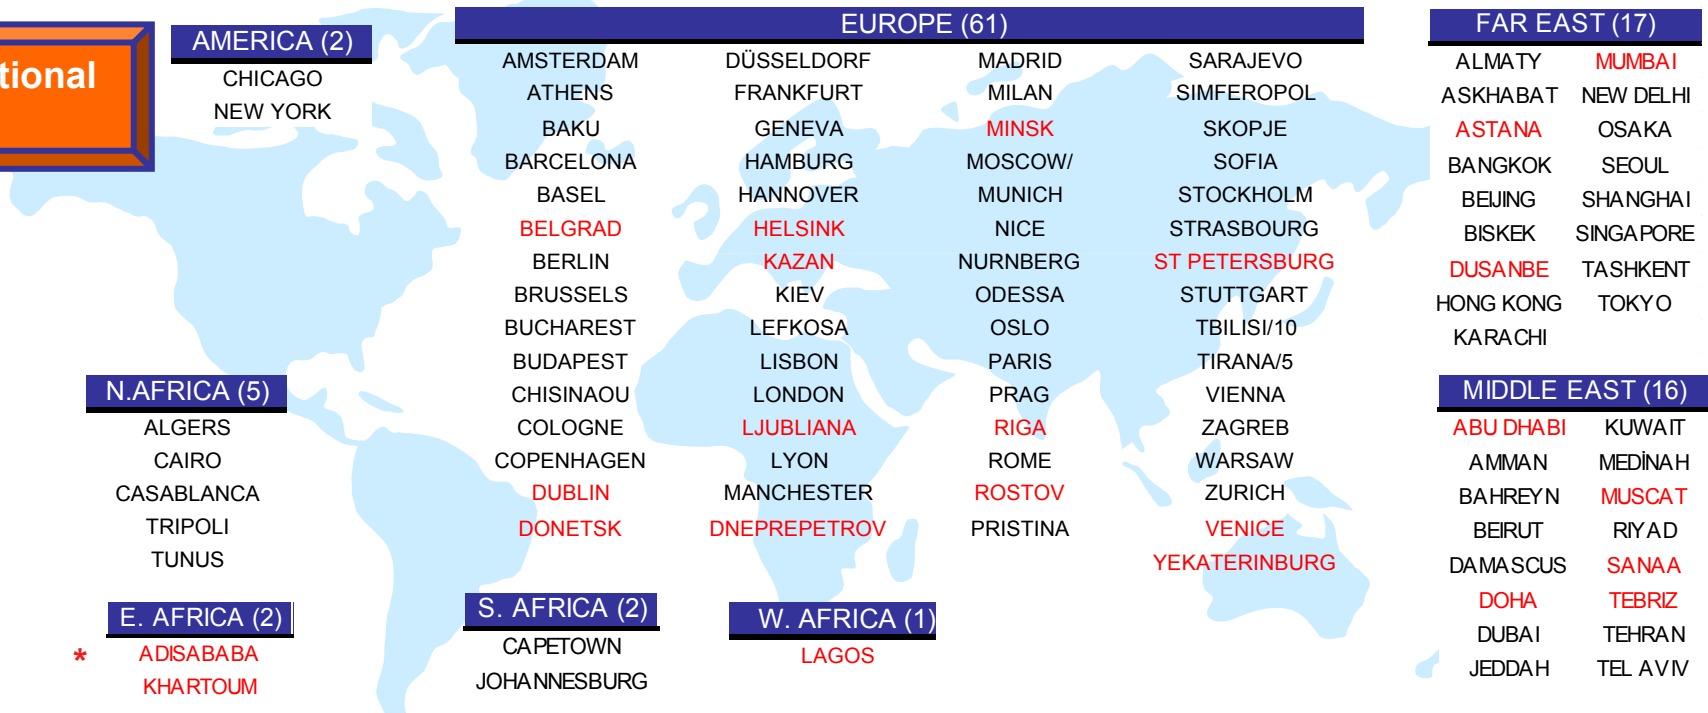 tional
AMERICA (2)
CHICAGO
NEW YORK
EUROPE (61)
AMSTERDAM
ATHENS
BAKU
BARCELONA
BASEL
BELGRAD
BERLIN
BRUSSELS
BUCHAREST
BUDAPEST
CHISINAOU
COLOGNE
COPENHAGEN
DUBLIN
DONETSK
DÜSSELDORF
FRANKFURT
GENEVA
HAMBURG
HANNOVER
HELSINK
KAZAN
KIEV
LEFKOSA
LISBON
LONDON
LJUBLIANA
LYON
MANCHESTER
DNEPREPETROV
MADRID
MILAN
MINSK
MOSCOW/
MUNICH
NICE
NURNBERG
ODESSA
OSLO
PARIS
PRAG
RIGA
ROME
ROSTOV
PRISTINA
SARAJEVO
SIMFEROPOL
SKOPJE
SOFIA
STOCKHOLM
STRASBOURG
ST PETERSBURG
STUTTGART
TBILISI/10
TIRANA/5
VIENNA
ZAGREB
WARSAW
ZURICH
VENICE
YEKATERINBURG
FAR EAST (17)
ALMATY
ASKHABAT
ASTANA
BANGKOK
BEIJING
BISKEK
DUSANBE
HONG KONG
KARACHI
MUMBAI
NEW DELHI
OSAKA
SEOUL
SHANGHAI
SINGAPORE
TASHKENT
TOKYO
N.AFRICA (5)
ALGERS
CAIRO
CASABLANCA
TRIPOLI
TUNUS
MIDDLE EAST (16)
ABU DHABI
AMMAN
BAHREYN
BEIRUT
DAMASCUS
DOHA
DUBAI
JEDDAH
KUWAIT
MEDİNAH
MUSCAT
RIYAD
SANAA
TEBRIZ
TEHRAN
TEL AVIV
E. AFRICA (2)
* ADISABABA
KHARTOUM
S. AFRICA (2)
CAPETOWN
JOHANNESBURG
W. AFRICA (1)
LAGOS